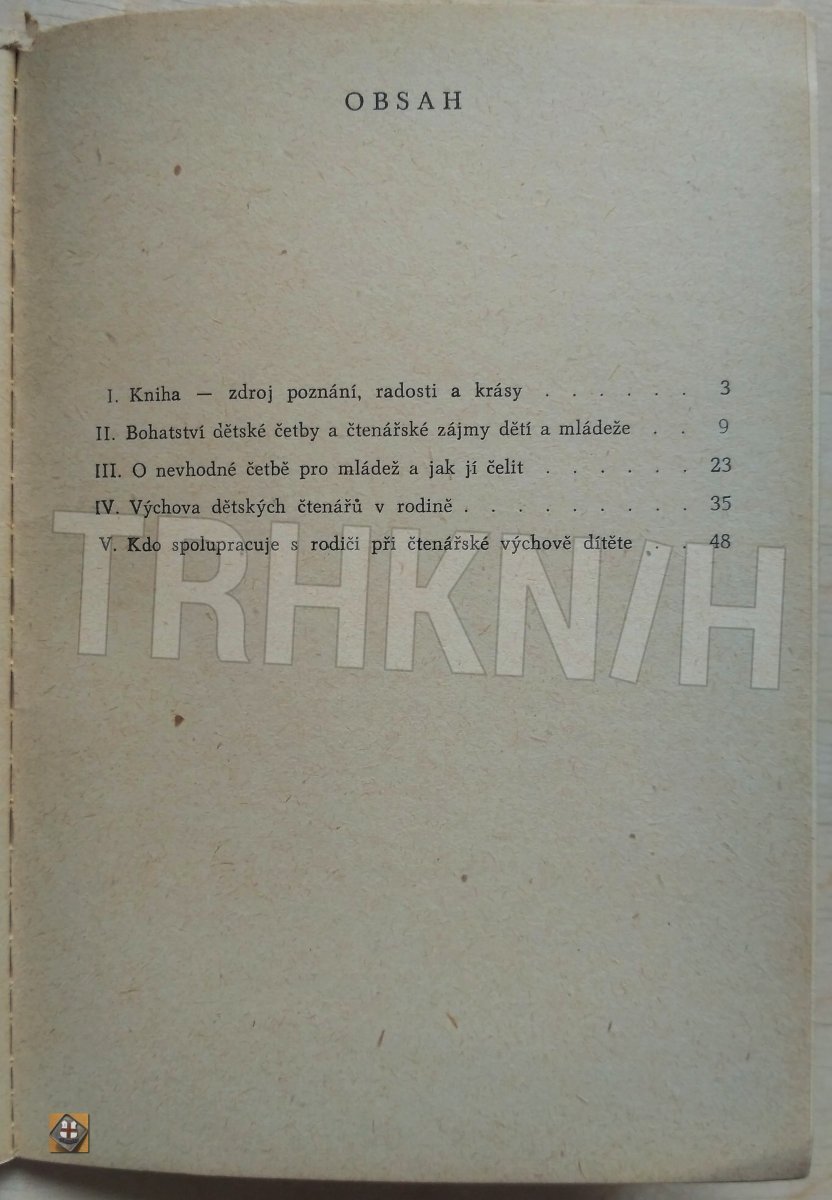 OBSAH
I. Kniha — zdroj poznání, radosti a krásy . . . . . . 3
II. Bohatství dětské četby a čtenářské zájmy dětí a mládeže . . 9
III. O nevhodné četbě pro mládež a jak jí čelit . . . . . . 23
IV. Výchova dětských čtenářů v rodině . . . . . . . . . 35
V. Kdo spolupracuje s rodiči při čtenářské výchově dítěte . . 48
TRHKN/H